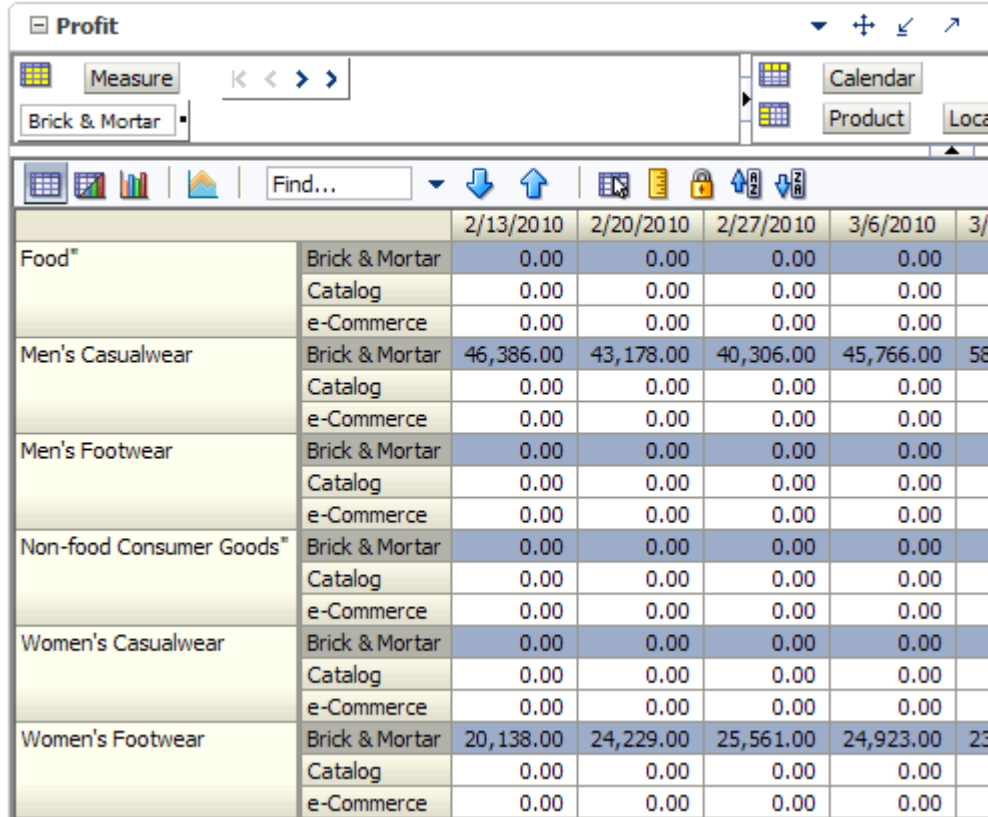 Profit
Measure
Calendar
Brick & Mortar
Product Loca
Find...
2/13/2010 2/20/2010 2/27/2010 3/6/2010 3/
Food" Brick & Mortar 0.00 0.00 0.00 0.00
Catalog 0.00 0.00 0.00 0.00
e-Commerce 0.00 0.00 0.00 0.00
Men's Casualwear Brick & Mortar 46,386.00 43,178.00 40,306.00 45,766.00 58
Catalog 0.00 0.00 0.00 0.00
e-Commerce 0.00 0.00 0.00 0.00
Men's Footwear Brick & Mortar 0.00 0.00 0.00 0.00
Catalog 0.00 0.00 0.00 0.00
e-Commerce 0.00 0.00 0.00 0.00
Non-food Consumer Goods" Brick & Mortar 0.00 0.00 0.00 0.00
Catalog 0.00 0.00 0.00 0.00
e-Commerce 0.00 0.00 0.00 0.00
Women's Casualwear Brick & Mortar 0.00 0.00 0.00 0.00
Catalog 0.00 0.00 0.00 0.00
e-Commerce 0.00 0.00 0.00 0.00
Women's Footwear Brick & Mortar 20,138.00 24,229.00 25,561.00 24,923.00 23
Catalog 0.00 0.00 0.00 0.00
e-Commerce 0.00 0.00 0.00 0.00